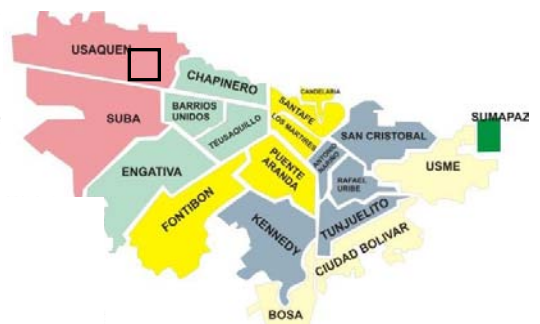 USAQUEN
CHAPINERO
CANDELARIA
SANTAFE
SUMAPAZ
SUBA
BARRIOS
UNIDOS
TEUSAQUILLO
LOS MARTIRES
SAN CRISTOBAL
ANTONIO
NARIÑO
ENGATIVA
PUENTE
ARANDA
RAFAEL
URIBE
USME
FONTIBON
KENNEDY
TUNJUELITO
CIUDAD BOLIVAR
BOSA